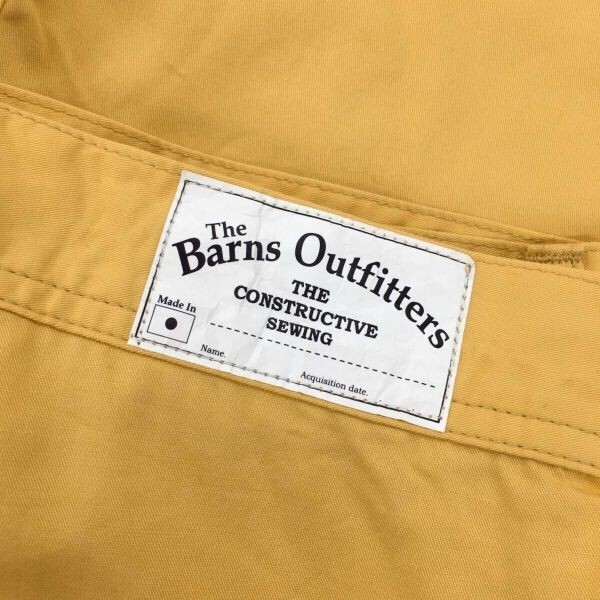 The
Barns Outfitters
THE
CONSTRUCTIVE
SEWING
Made In
Name.
Acquisition date.